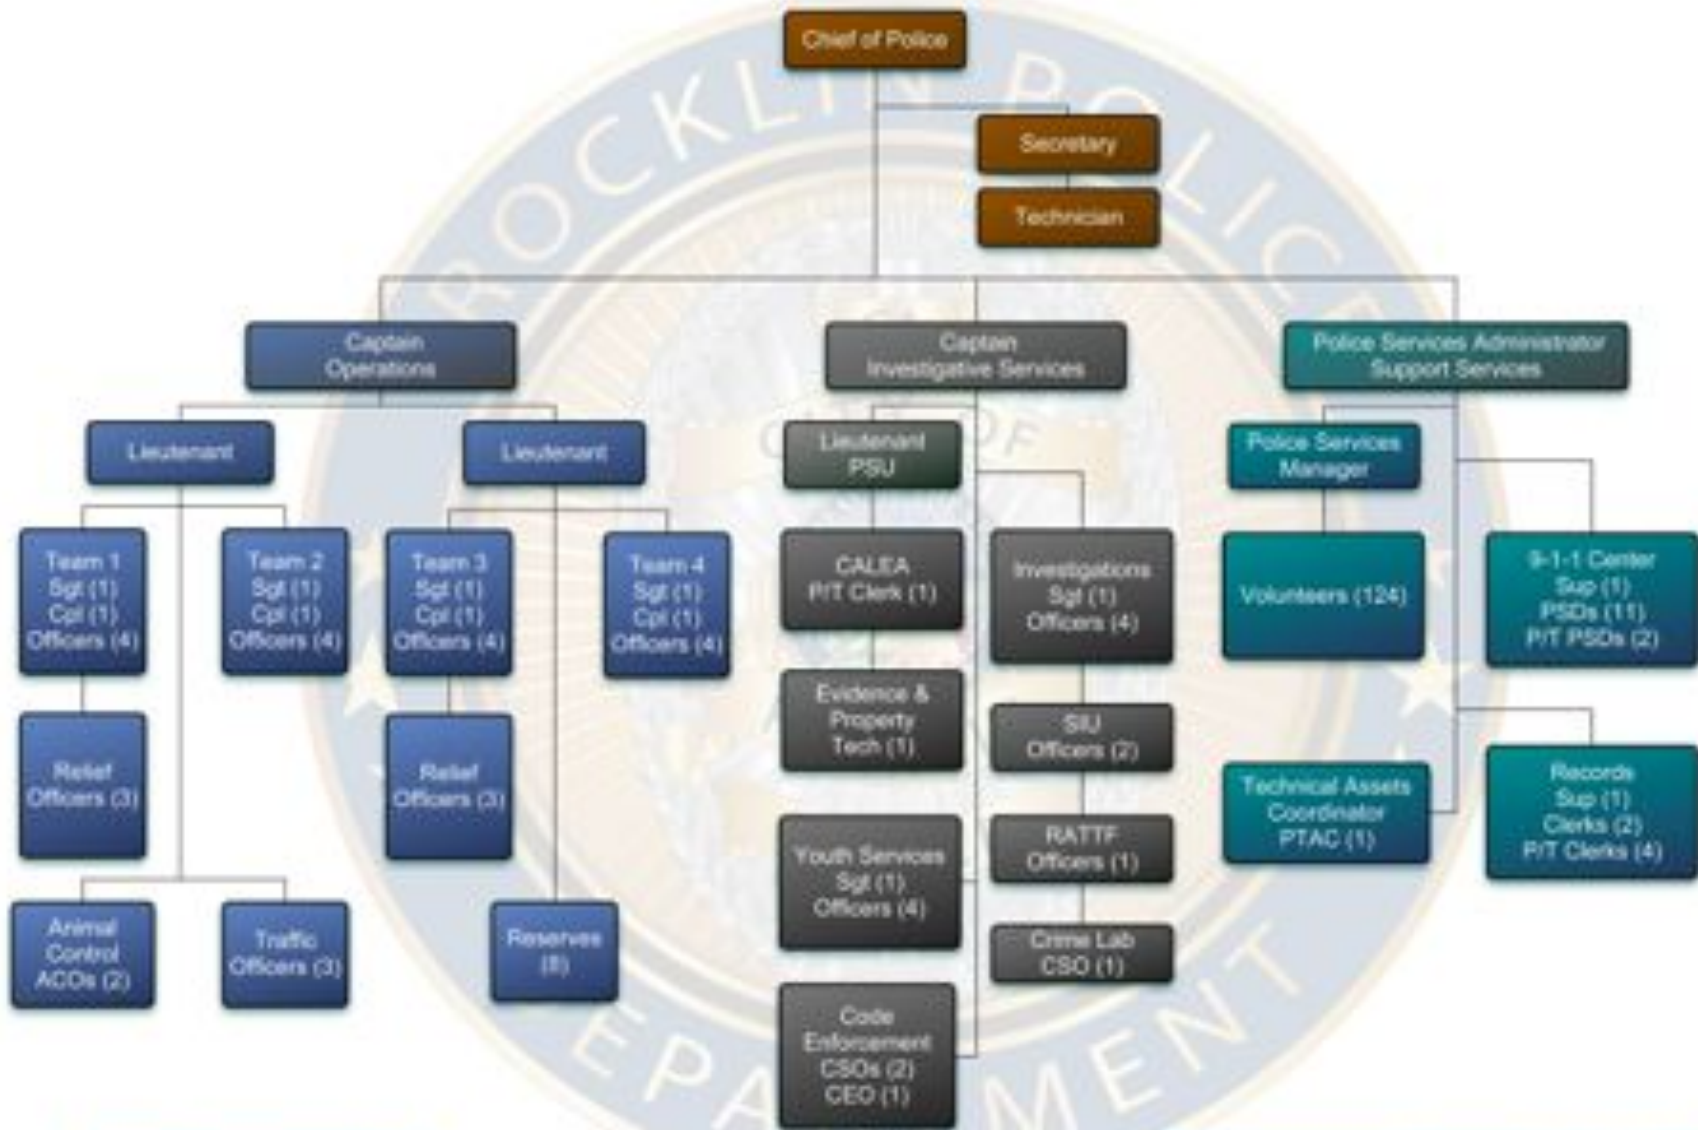 Chief of Police
Secretary
Technician
Captain
Operations
Captain
Investigative Services
Police Services Administrator
Support Services
Lieutenant
Lieutenant
Lieutenant
PSU
Police Services
Manager
Team 1
Sgt (1)
Cpl (1)
Officers (4)
Team 2
Sgt (1)
Cpl (1)
Officers (4)
Team 3
Sgt (1)
Cpl (1)
Officers (4)
Team 4
Sgt (1)
Cpl (1)
Officers (4)
CALEA
P/T Clerk (1)
Investigations
Sgt (1)
Officers (4)
Volunteers (124)
9-1-1 Center
Sup (1)
PSDs (11)
P/T PSDs (2)
Relief
Officers (3)
Relief
Officers (3)
Evidence &
Property
Tech (1)
SIU
Officers (2)
Technical Assets
Coordinator
PTAC (1)
Records
Sup (1)
Clerks (2)
P/T Clerks (4)
Youth Services
Sgt (1)
Officers (4)
RATTF
Officers (1)
Animal
Control
ACOs (2)
Traffic
Officers (3)
Reserves
(8)
Crime Lab
CSO (1)
Code
Enforcement
CSOs (2)
CEO (1)
ROCKLIN POLICE
EPA MENT
OF